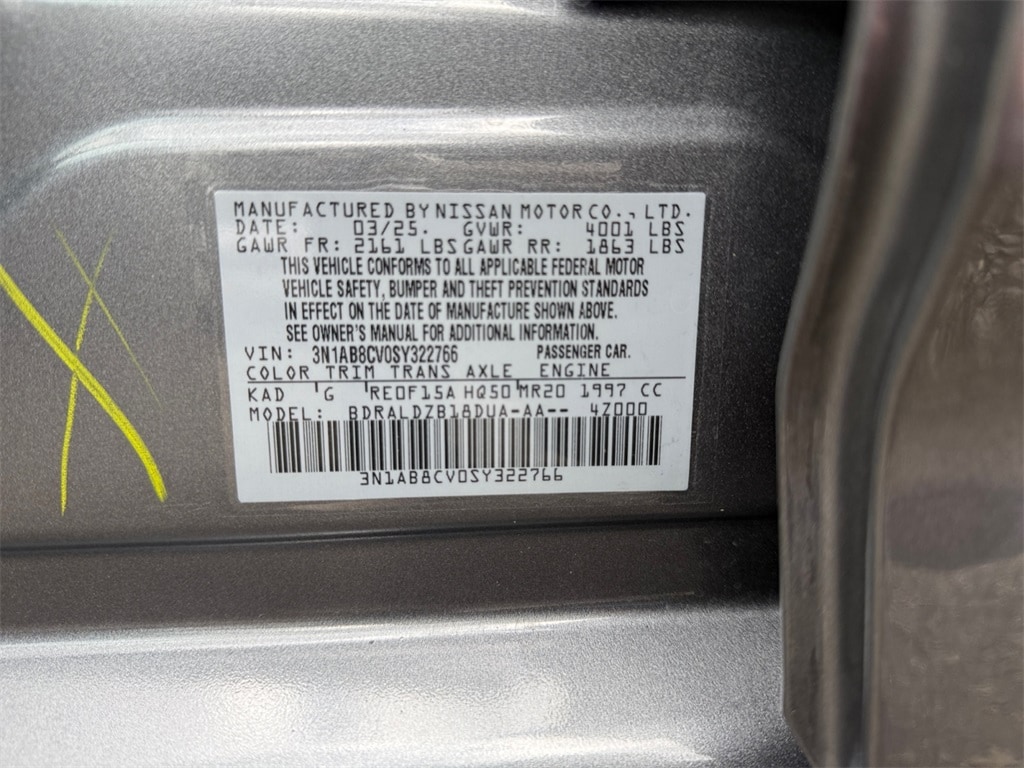 MANUFACTURED BY NISSAN MOTOR CO., LTD.
DATE: 03/25. GVWR: 4001 LBS
GAWR FR: 2161 LBS GAWR RR: 1863 LBS
THIS VEHICLE CONFORMS TO ALL APPLICABLE FEDERAL MOTOR
VEHICLE SAFETY, BUMPER AND THEFT PREVENTION STANDARDS
IN EFFECT ON THE DATE OF MANUFACTURE SHOWN ABOVE.
SEE OWNER'S MANUAL FOR ADDITIONAL INFORMATION.
VIN: 3N1AB8CV0SY322766 PASSENGER CAR.
COLOR TRIM TRANS AXLE ENGINE
KAD G RE0F15A HQ50 MR20 1997 CC
MODEL: BDRALDZB18DUA-AA-- 4Z000
3N1AB8CV0SY322766